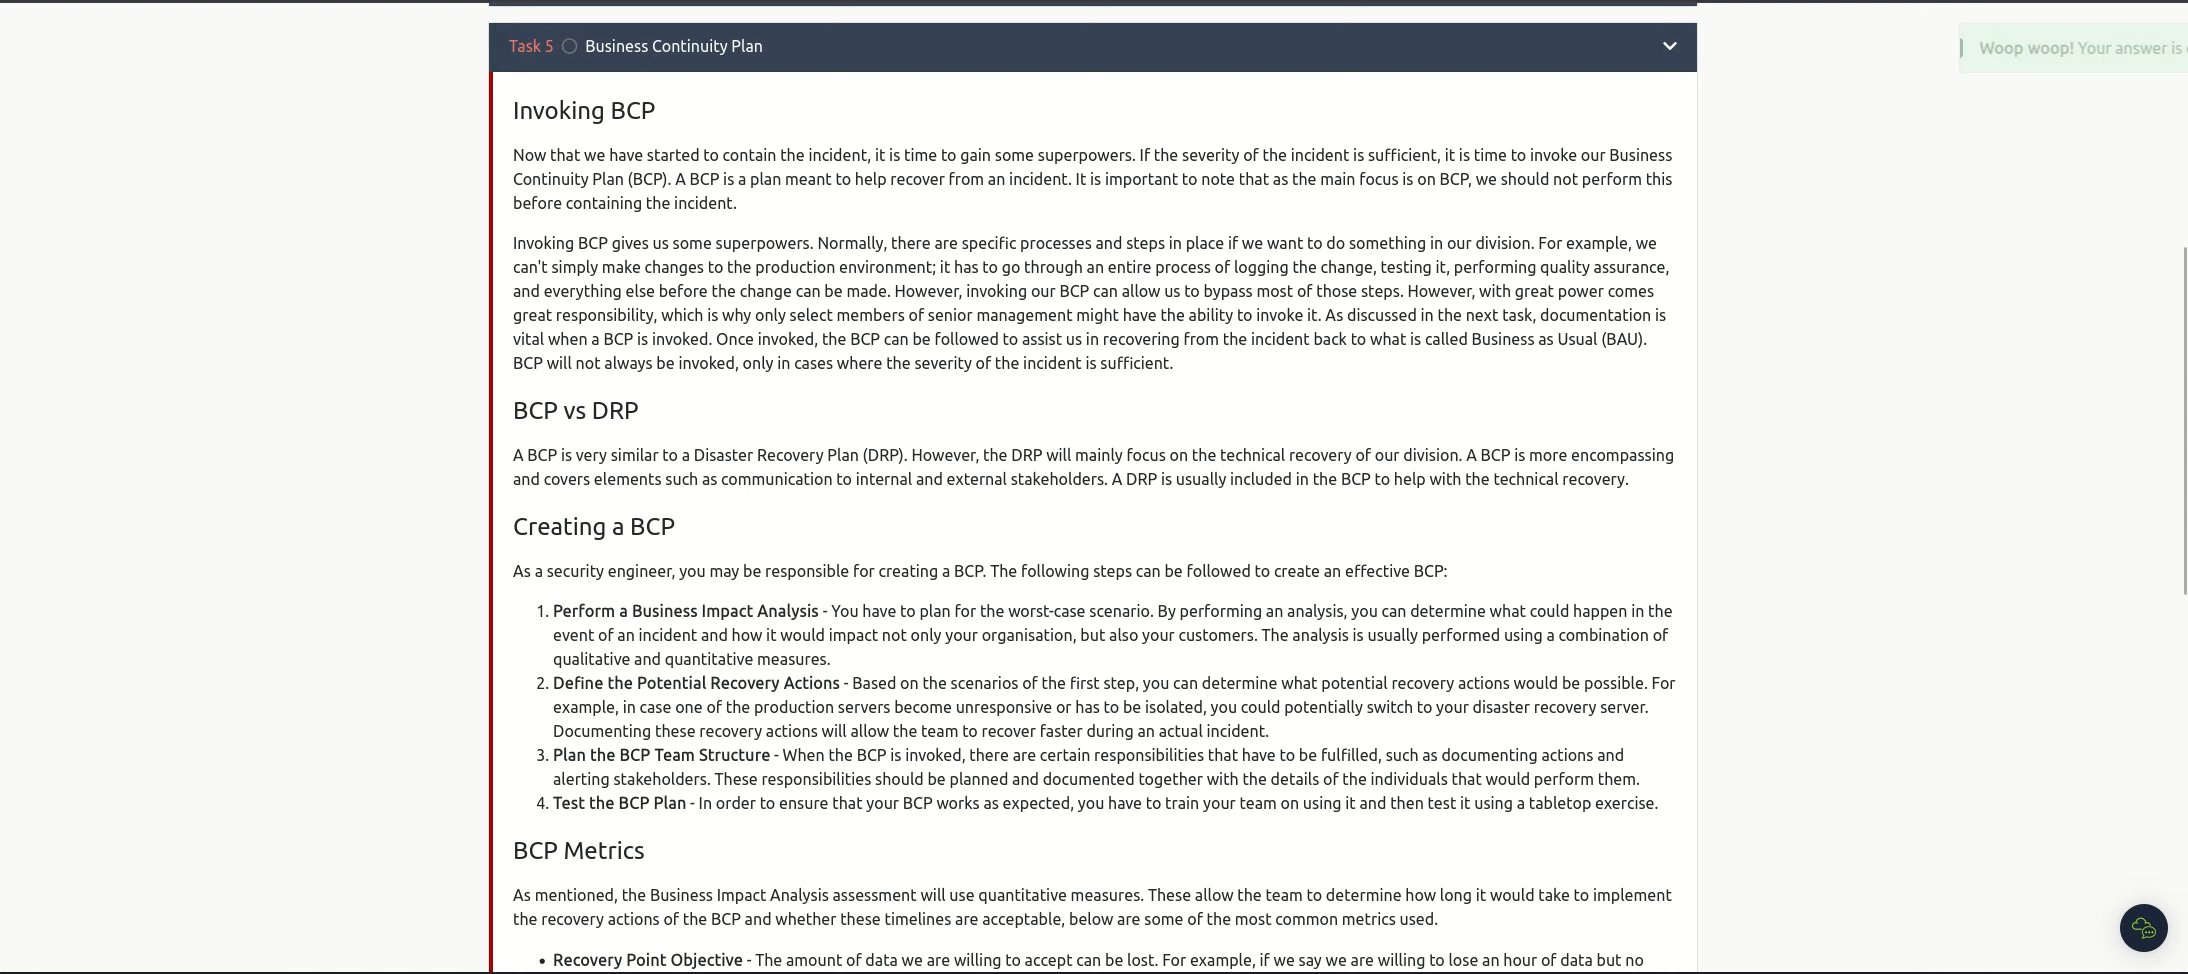 Task 5 Business Continuity Plan
Woop woop! Your answer is
Invoking BCP
Now that we have started to contain the incident, it is time to gain some superpowers. If the severity of the incident is sufficient, it is time to invoke our Business
Continuity Plan (BCP). A BCP is a plan meant to help recover from an incident. It is important to note that as the main focus is on BCP, we should not perform this
before containing the incident.
Invoking BCP gives us some superpowers. Normally, there are specific processes and steps in place if we want to do something in our division. For example, we
can't simply make changes to the production environment; it has to go through an entire process of logging the change, testing it, performing quality assurance,
and everything else before the change can be made. However, invoking our BCP can allow us to bypass most of those steps. However, with great power comes
great responsibility, which is why only select members of senior management might have the ability to invoke it. As discussed in the next task, documentation is
vital when a BCP is invoked. Once invoked, the BCP can be followed to assist us in recovering from the incident back to what is called Business as Usual (BAU).
BCP will not always be invoked, only in cases where the severity of the incident is sufficient.
BCP vs DRP
A BCP is very similar to a Disaster Recovery Plan (DRP). However, the DRP will mainly focus on the technical recovery of our division. A BCP is more encompassing
and covers elements such as communication to internal and external stakeholders. A DRP is usually included in the BCP to help with the technical recovery.
Creating a BCP
As a security engineer, you may be responsible for creating a BCP. The following steps can be followed to create an effective BCP:
1. Perform a Business Impact Analysis - You have to plan for the worst-case scenario. By performing an analysis, you can determine what could happen in the
event of an incident and how it would impact not only your organisation, but also your customers. The analysis is usually performed using a combination of
qualitative and quantitative measures.
2. Define the Potential Recovery Actions - Based on the scenarios of the first step, you can determine what potential recovery actions would be possible. For
example, in case one of the production servers become unresponsive or has to be isolated, you could potentially switch to your disaster recovery server.
Documenting these recovery actions will allow the team to recover faster during an actual incident.
3. Plan the BCP Team Structure - When the BCP is invoked, there are certain responsibilities that have to be fulfilled, such as documenting actions and
alerting stakeholders. These responsibilities should be planned and documented together with the details of the individuals that would perform them.
4. Test the BCP Plan - In order to ensure that your BCP works as expected, you have to train your team on using it and then test it using a tabletop exercise.
BCP Metrics
As mentioned, the Business Impact Analysis assessment will use quantitative measures. These allow the team to determine how long it would take to implement
the recovery actions of the BCP and whether these timelines are acceptable, below are some of the most common metrics used.
• Recovery Point Objective - The amount of data we are willing to accept can be lost. For example, if we say we are willing to lose an hour of data but no